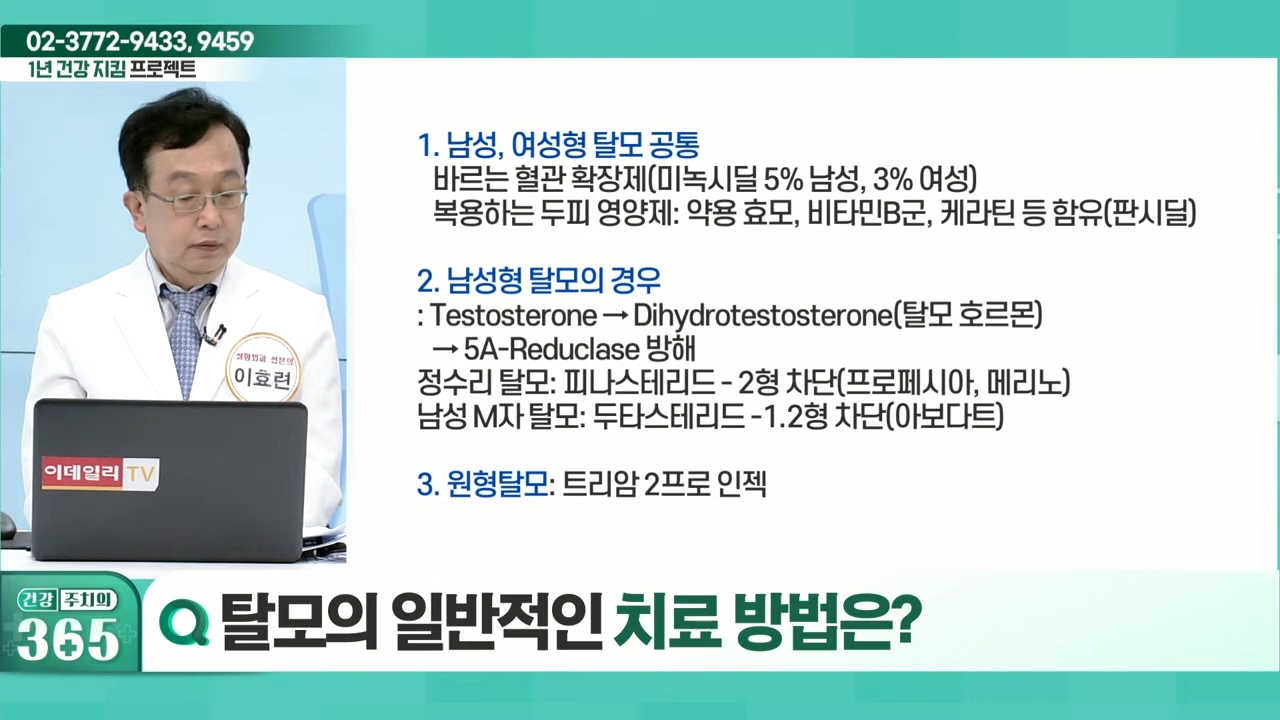 02-3772-9433, 9459
1년 건강 지킴 프로젝트
1. 남성, 여성형 탈모 공통
바르는 혈관 확장제(미녹시딜 5% 남성, 3% 여성)
복용하는 두피 영양제: 약용 효모, 비타민B군, 케라틴 등 함유(판시딜)
2. 남성형 탈모의 경우
: Testosterone → Dihydrotestosterone(탈모 호르몬)
→ 5A-Reduclase 방해
정수리 탈모: 피나스테리드 - 2형 차단(프로페시아, 메리노)
남성 M자 탈모: 두타스테리드 -1.2형 차단(아보다트)
3. 원형탈모: 트리암 2프로 인젝
성형외과 전문의
이효련
이데일리 TV
건강 주치의
365
Q 탈모의 일반적인 치료 방법은?